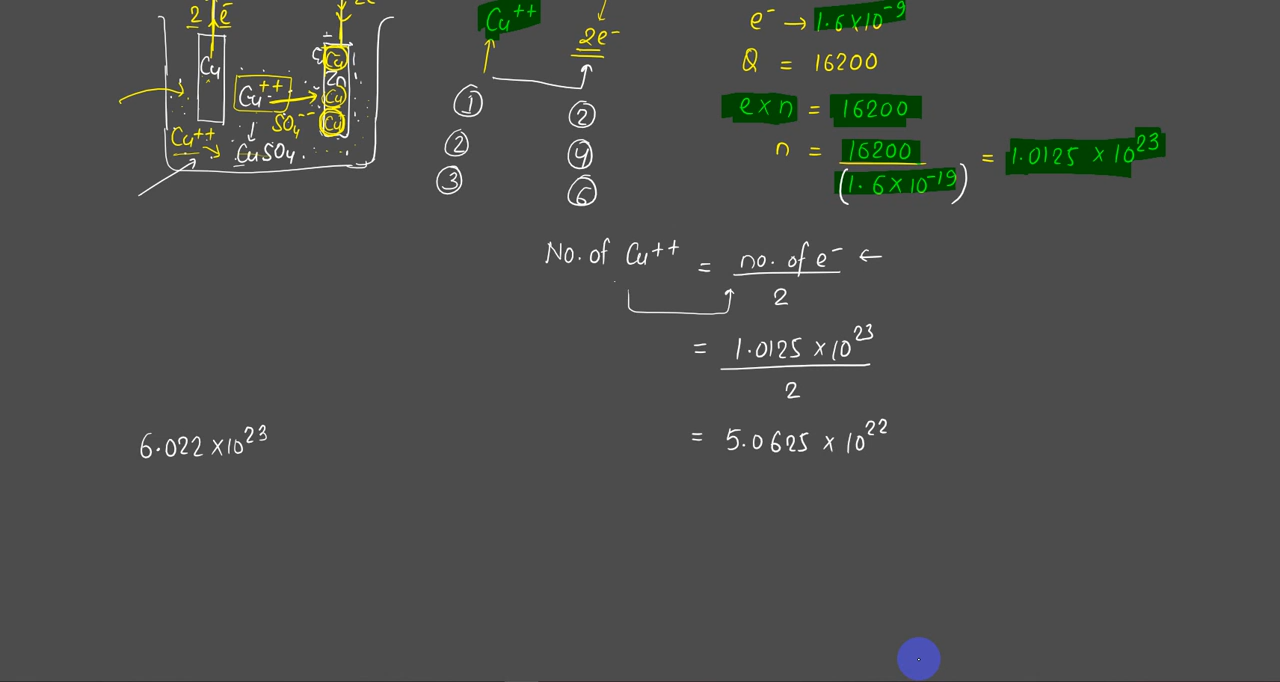 2 e-
Cu
Cu
Zn
Cu
Cu
Cu++
SO4--
Cu++
CuSO4
Cu++
2e-
① ②
② ④
③ ⑥
e- → 1.6×10^-9
Q = 16200
e×n = 16200
n = 16200 / (1.6×10^-19) = 1.0125 × 10^23
No. of Cu++ = no. of e- / 2 ←
= 1.0125 × 10^23 / 2
= 5.0625 × 10^22
6.022×10^23